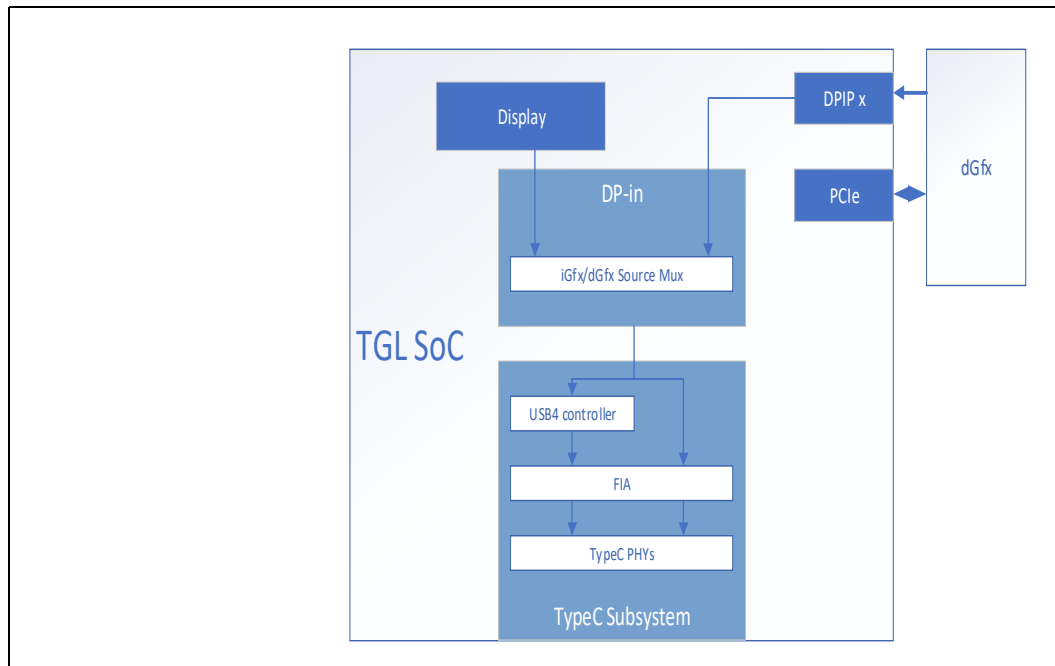 DPIP x
Display
dGfx
DP-in
PCIe
iGfx/dGfx Source Mux
TGL SoC
USB4 controller
FIA
TypeC PHYs
TypeC Subsystem